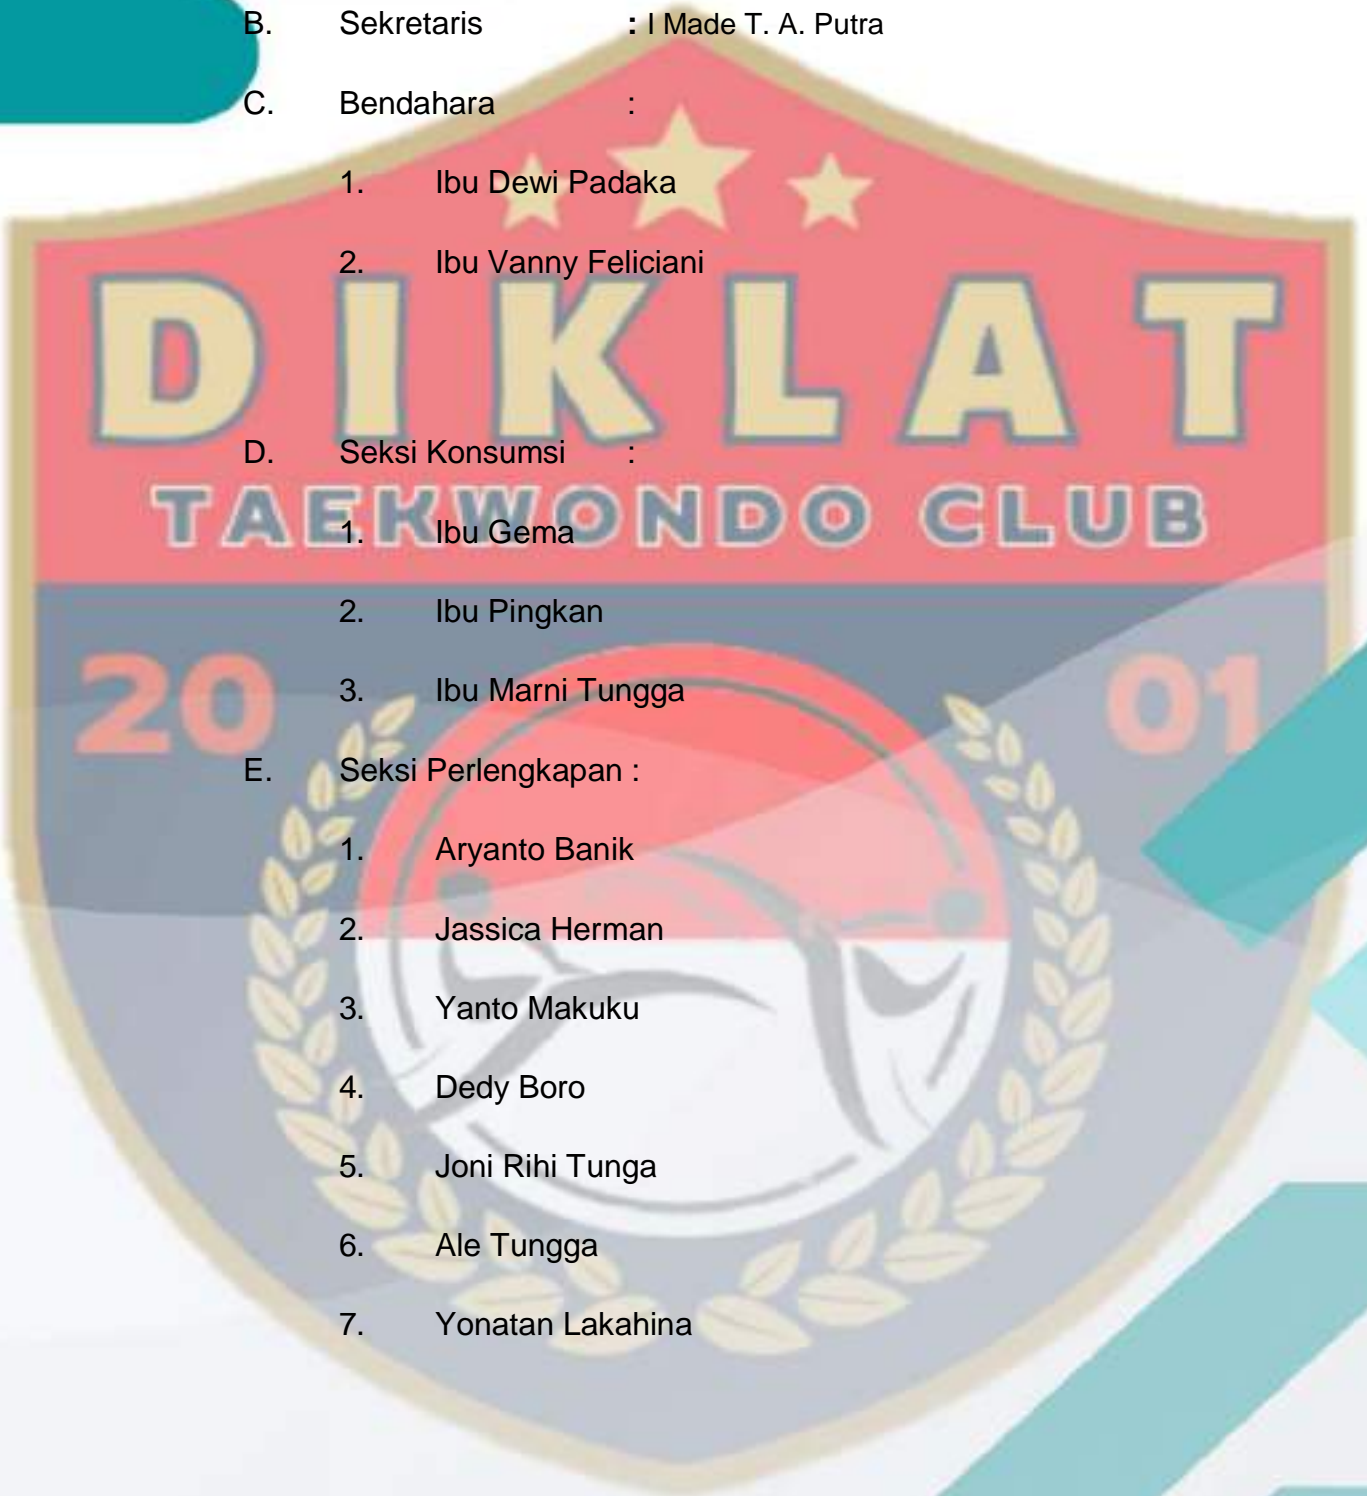 B. Sekretaris : I Made T. A. Putra
C. Bendahara :
1. Ibu Dewi Padaka
2. Ibu Vanny Feliciani
DIKLAT
D. Seksi Konsumsi :
TAEKWONDO CLUB
1. Ibu Gema
2. Ibu Pingkan
20 01
3. Ibu Marni Tungga
E. Seksi Perlengkapan :
1. Aryanto Banik
2. Jassica Herman
3. Yanto Makuku
4. Dedy Boro
5. Joni Rihi Tunga
6. Ale Tungga
7. Yonatan Lakahina